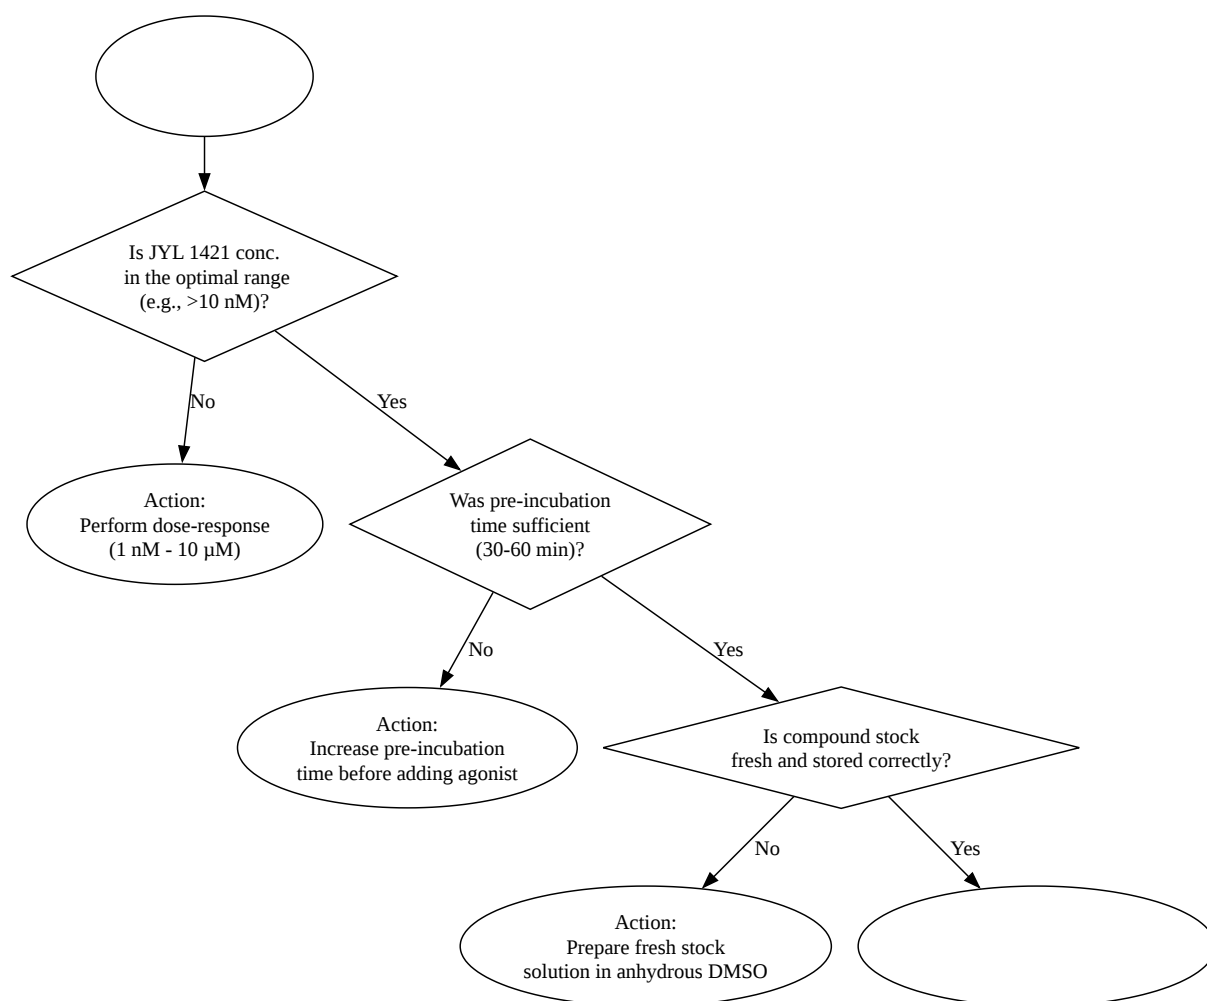 Is JYL 1421 conc.
in the optimal range
(e.g., >10 nM)?
No
Yes
Action:
Perform dose-response
(1 nM - 10 µM)
Was pre-incubation
time sufficient
(30-60 min)?
No
Yes
Action:
Increase pre-incubation
time before adding agonist
Is compound stock
fresh and stored correctly?
No
Yes
Action:
Prepare fresh stock
solution in anhydrous DMSO